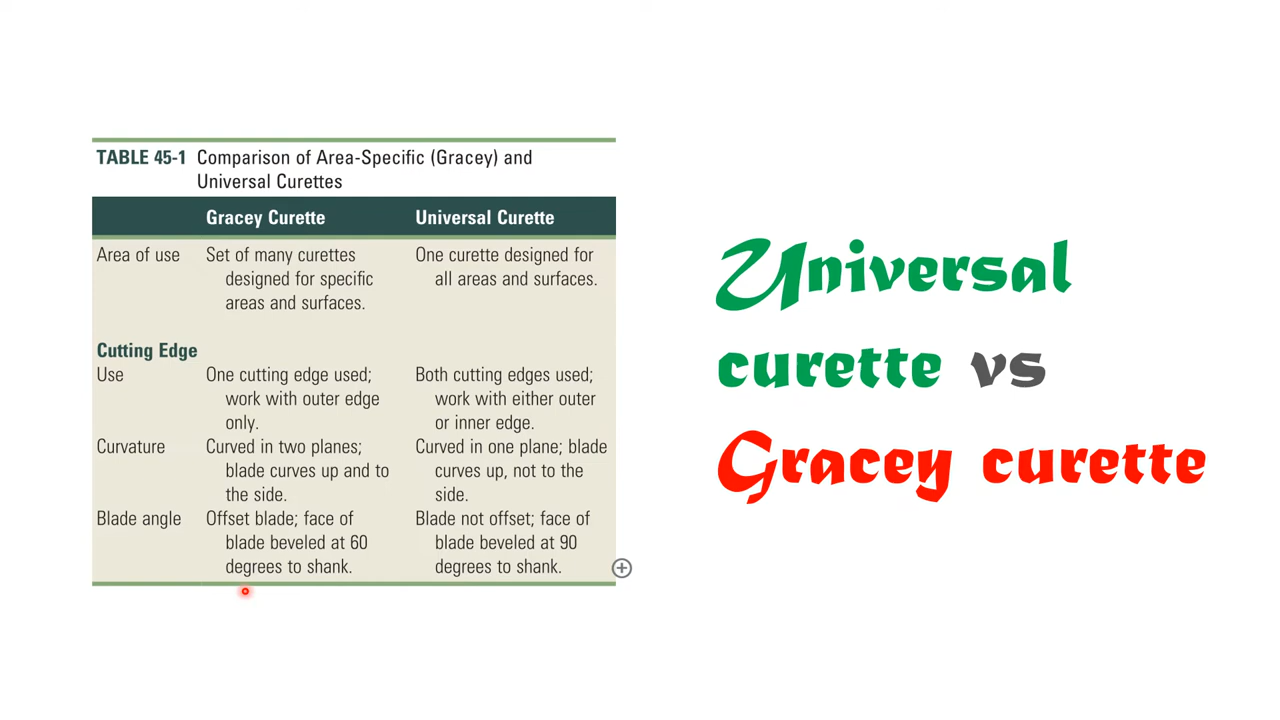 TABLE 45-1 Comparison of Area-Specific (Gracey) and
Universal Curettes
Gracey Curette Universal Curette
Area of use Set of many curettes One curette designed for
designed for specific all areas and surfaces.
areas and surfaces.
Cutting Edge
Use One cutting edge used; Both cutting edges used;
work with outer edge work with either outer
only. or inner edge.
Curvature Curved in two planes; Curved in one plane; blade
blade curves up and to curves up, not to the
the side. side.
Blade angle Offset blade; face of Blade not offset; face of
blade beveled at 60 blade beveled at 90
degrees to shank. degrees to shank.
Universal
curette vs
Gracey curette